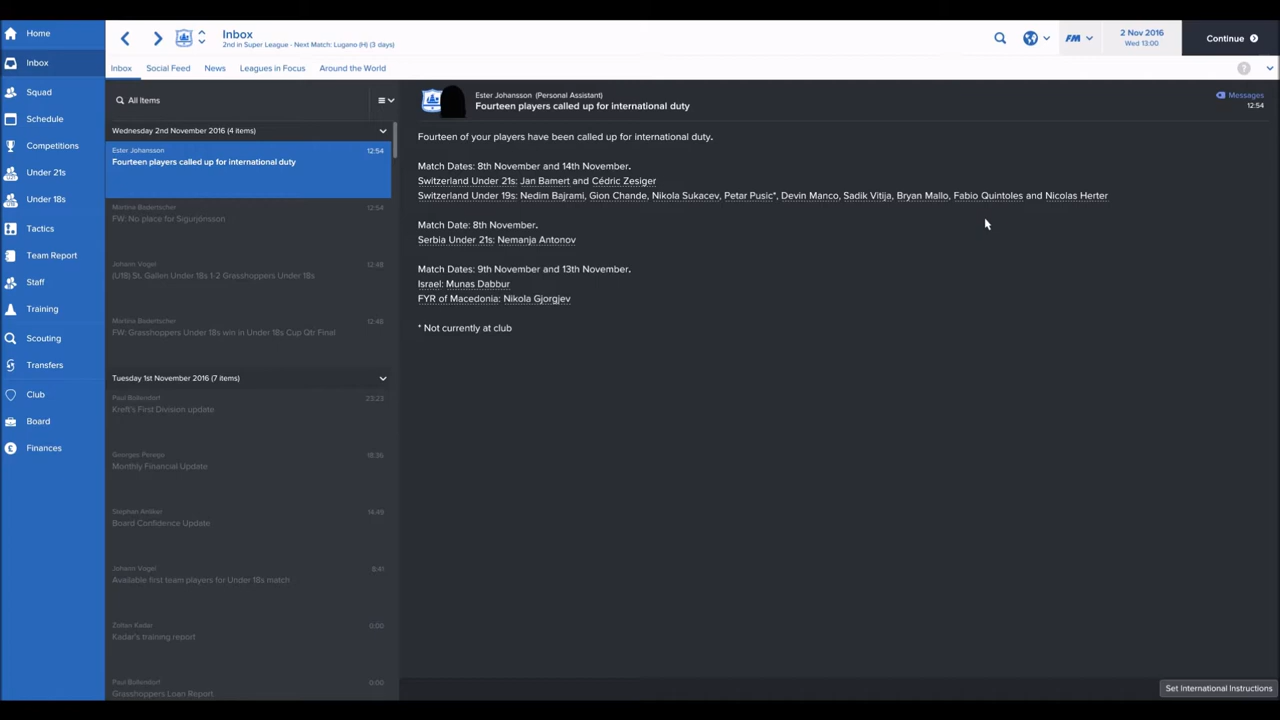 Home
Inbox
Squad
Schedule
Competitions
Under 21s
Under 18s
Tactics
Team Report
Staff
Training
Scouting
Transfers
Club
Board
Finances
Inbox
2nd in Super League - Next Match: Lugano (H) (3 days)
FM
2 Nov 2016
Wed 13:00
Continue
Inbox Social Feed News Leagues in Focus Around the World
?
All Items
Wednesday 2nd November 2016 (4 items)
Ester Johansson 12:54
Fourteen players called up for international duty
Martina Badertscher 12:54
FW: No place for Sigurjónsson
Johann Vogel 12:48
(U18) St. Gallen Under 18s 1-2 Grasshoppers Under 18s
Martina Badertscher 12:48
FW: Grasshoppers Under 18s win in Under 18s Cup Qtr Final
Tuesday 1st November 2016 (7 items)
Paul Bollendorf 23:23
Kreft's First Division update
Georges Perego 18:35
Monthly Financial Update
Stephan Anliker 14:49
Board Confidence Update
Johann Vogel 8:41
Available first team players for Under 18s match
Zoltan Kadar 0:00
Kadar's training report
Paul Bollendorf 0:00
Grasshoppers Loan Report
Ester Johansson (Personal Assistant)
Fourteen players called up for international duty
Messages
12:54
Fourteen of your players have been called up for international duty.
Match Dates: 8th November and 14th November.
Switzerland Under 21s: Jan Bamert and Cédric Zesiger
Switzerland Under 19s: Nedim Bajrami, Gion Chande, Nikola Sukacev, Petar Pusic*, Devin Manco, Sadik Vitija, Bryan Mallo, Fabio Quintoles and Nicolas Herter
Match Date: 8th November.
Serbia Under 21s: Nemanja Antonov
Match Dates: 9th November and 13th November.
Israel: Munas Dabbur
FYR of Macedonia: Nikola Gjorgjev
* Not currently at club
Set International Instructions